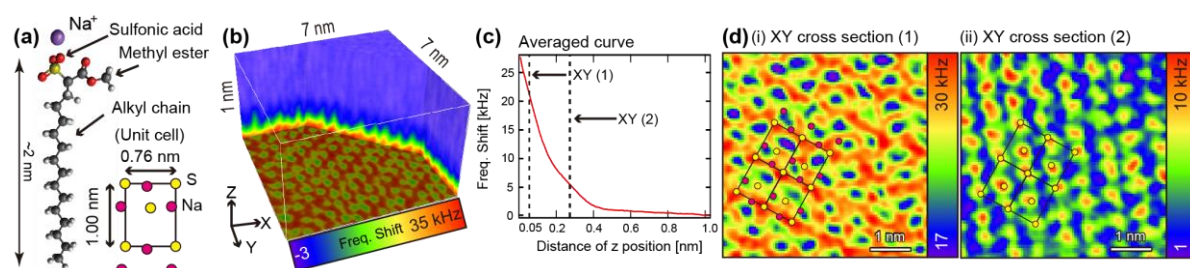 (a)
Na⁺
Sulfonic acid
Methyl ester
Alkyl chain
(Unit cell)
0.76 nm
S
Na
1.00 nm
~2 nm
(b)
7 nm
7 nm
1 nm
Z
X
Y
-3
Freq. Shift
35 kHz
(c)
Averaged curve
XY (1)
XY (2)
Freq. Shift [kHz]
25
20
15
10
5
0
0.05
0.2
0.4
0.6
0.8
1.0
Distance of z position [nm]
(d)
(i) XY cross section (1)
30 kHz
17
1 nm
(ii) XY cross section (2)
10 kHz
1
1 nm